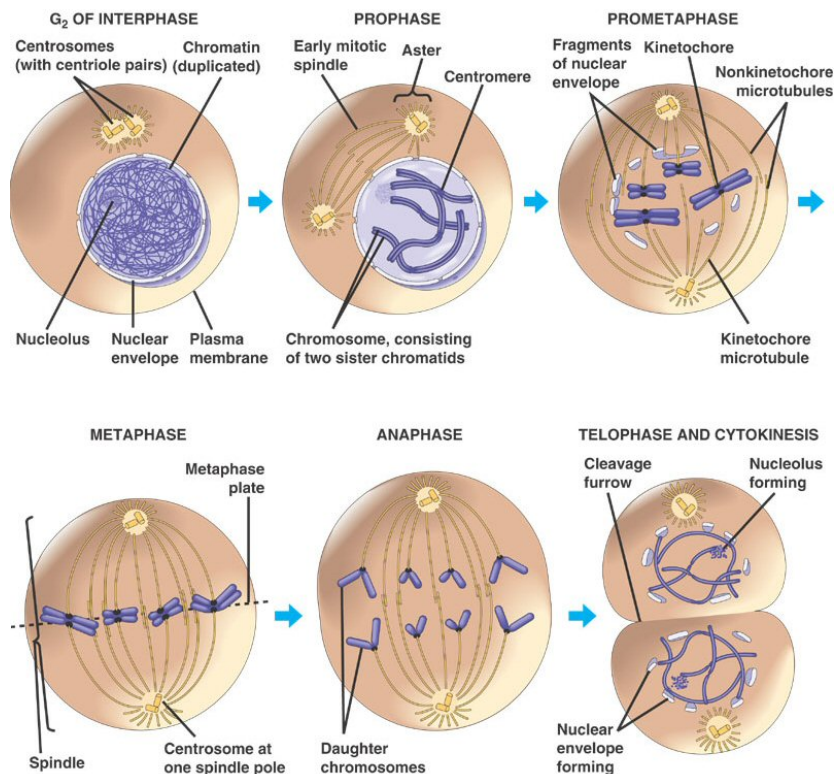 G₂ OF INTERPHASE
PROPHASE
PROMETAPHASE
Centrosomes
(with centriole pairs)
Chromatin
(duplicated)
Early mitotic
spindle
Aster
Centromere
Fragments
of nuclear
envelope
Kinetochore
Nonkinetochore
microtubules
Nucleolus
Nuclear
envelope
Plasma
membrane
Chromosome, consisting
of two sister chromatids
Kinetochore
microtubule
METAPHASE
ANAPHASE
TELOPHASE AND CYTOKINESIS
Metaphase
plate
Cleavage
furrow
Nucleolus
forming
Spindle
Centrosome at
one spindle pole
Daughter
chromosomes
Nuclear
envelope
forming